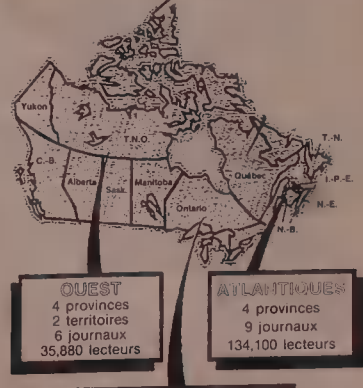 Yukon
T.N.O.
C.-B.
Alberta
Sask.
Manitoba
Ontario
Québec
T.-N.
I.-P.-E.
N.-E.
N.-B.
OUEST
4 provinces
2 territoires
6 journaux
35,880 lecteurs
ATLANTIQUES
4 provinces
9 journaux
134,100 lecteurs